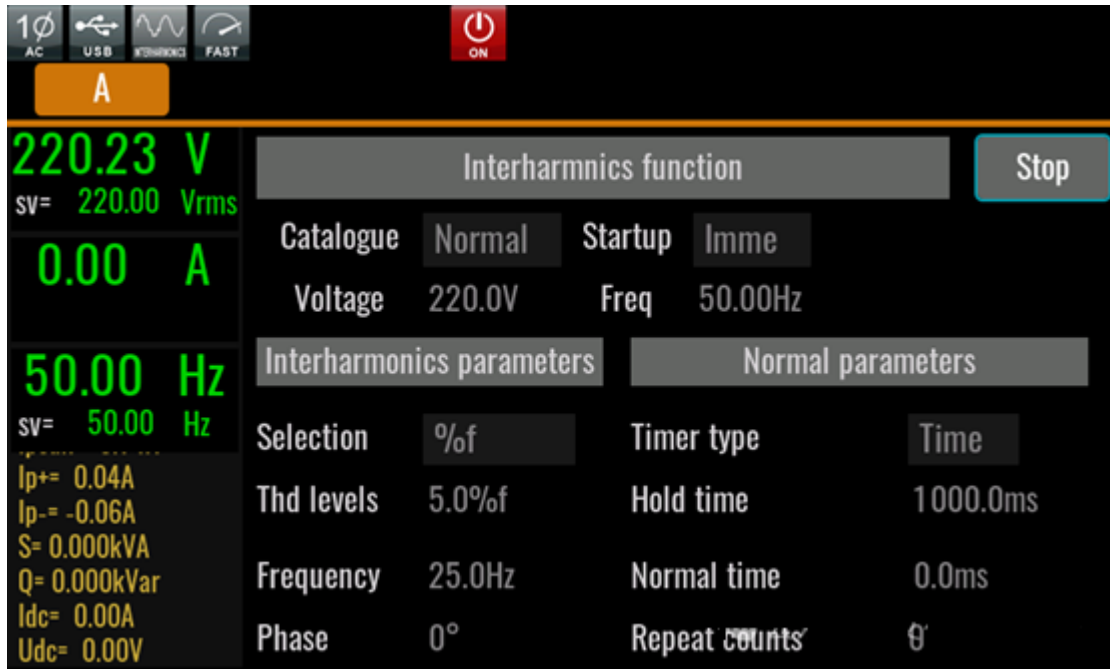 1Ø AC USB INTERHARMONICS FAST ON
A
220.23 V
sv= 220.00 Vrms
0.00 A
50.00 Hz
sv= 50.00 Hz
Ip+= 0.04A
Ip-= -0.06A
S= 0.000kVA
Q= 0.000kVar
Idc= 0.00A
Udc= 0.00V
Interharmnics function
Stop
Catalogue Normal Startup Imme
Voltage 220.0V Freq 50.00Hz
Interharmonics parameters
Selection %f
Thd levels 5.0%f
Frequency 25.0Hz
Phase 0°
Normal parameters
Timer type Time
Hold time 1000.0ms
Normal time 0.0ms
Repeat counts